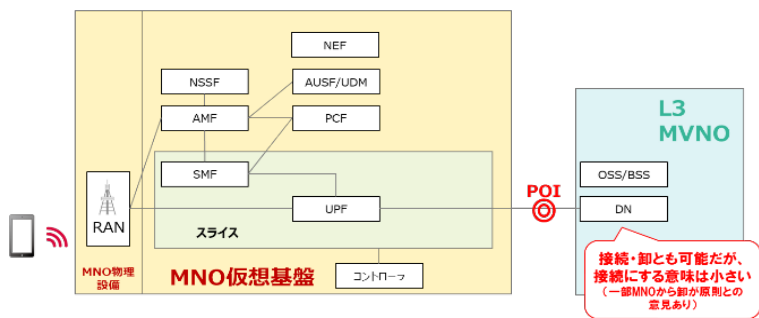 NEF
NSSF
AUSF/UDM
AMF
PCF
SMF
UPF
スライス
RAN
MNO物理
設備
MNO仮想基盤
コントローラ
POI
L3
MVNO
OSS/BSS
DN
接続・卸とも可能だが、
接続にする意味は小さい
(一部MNOから卸が原則との
意見あり)